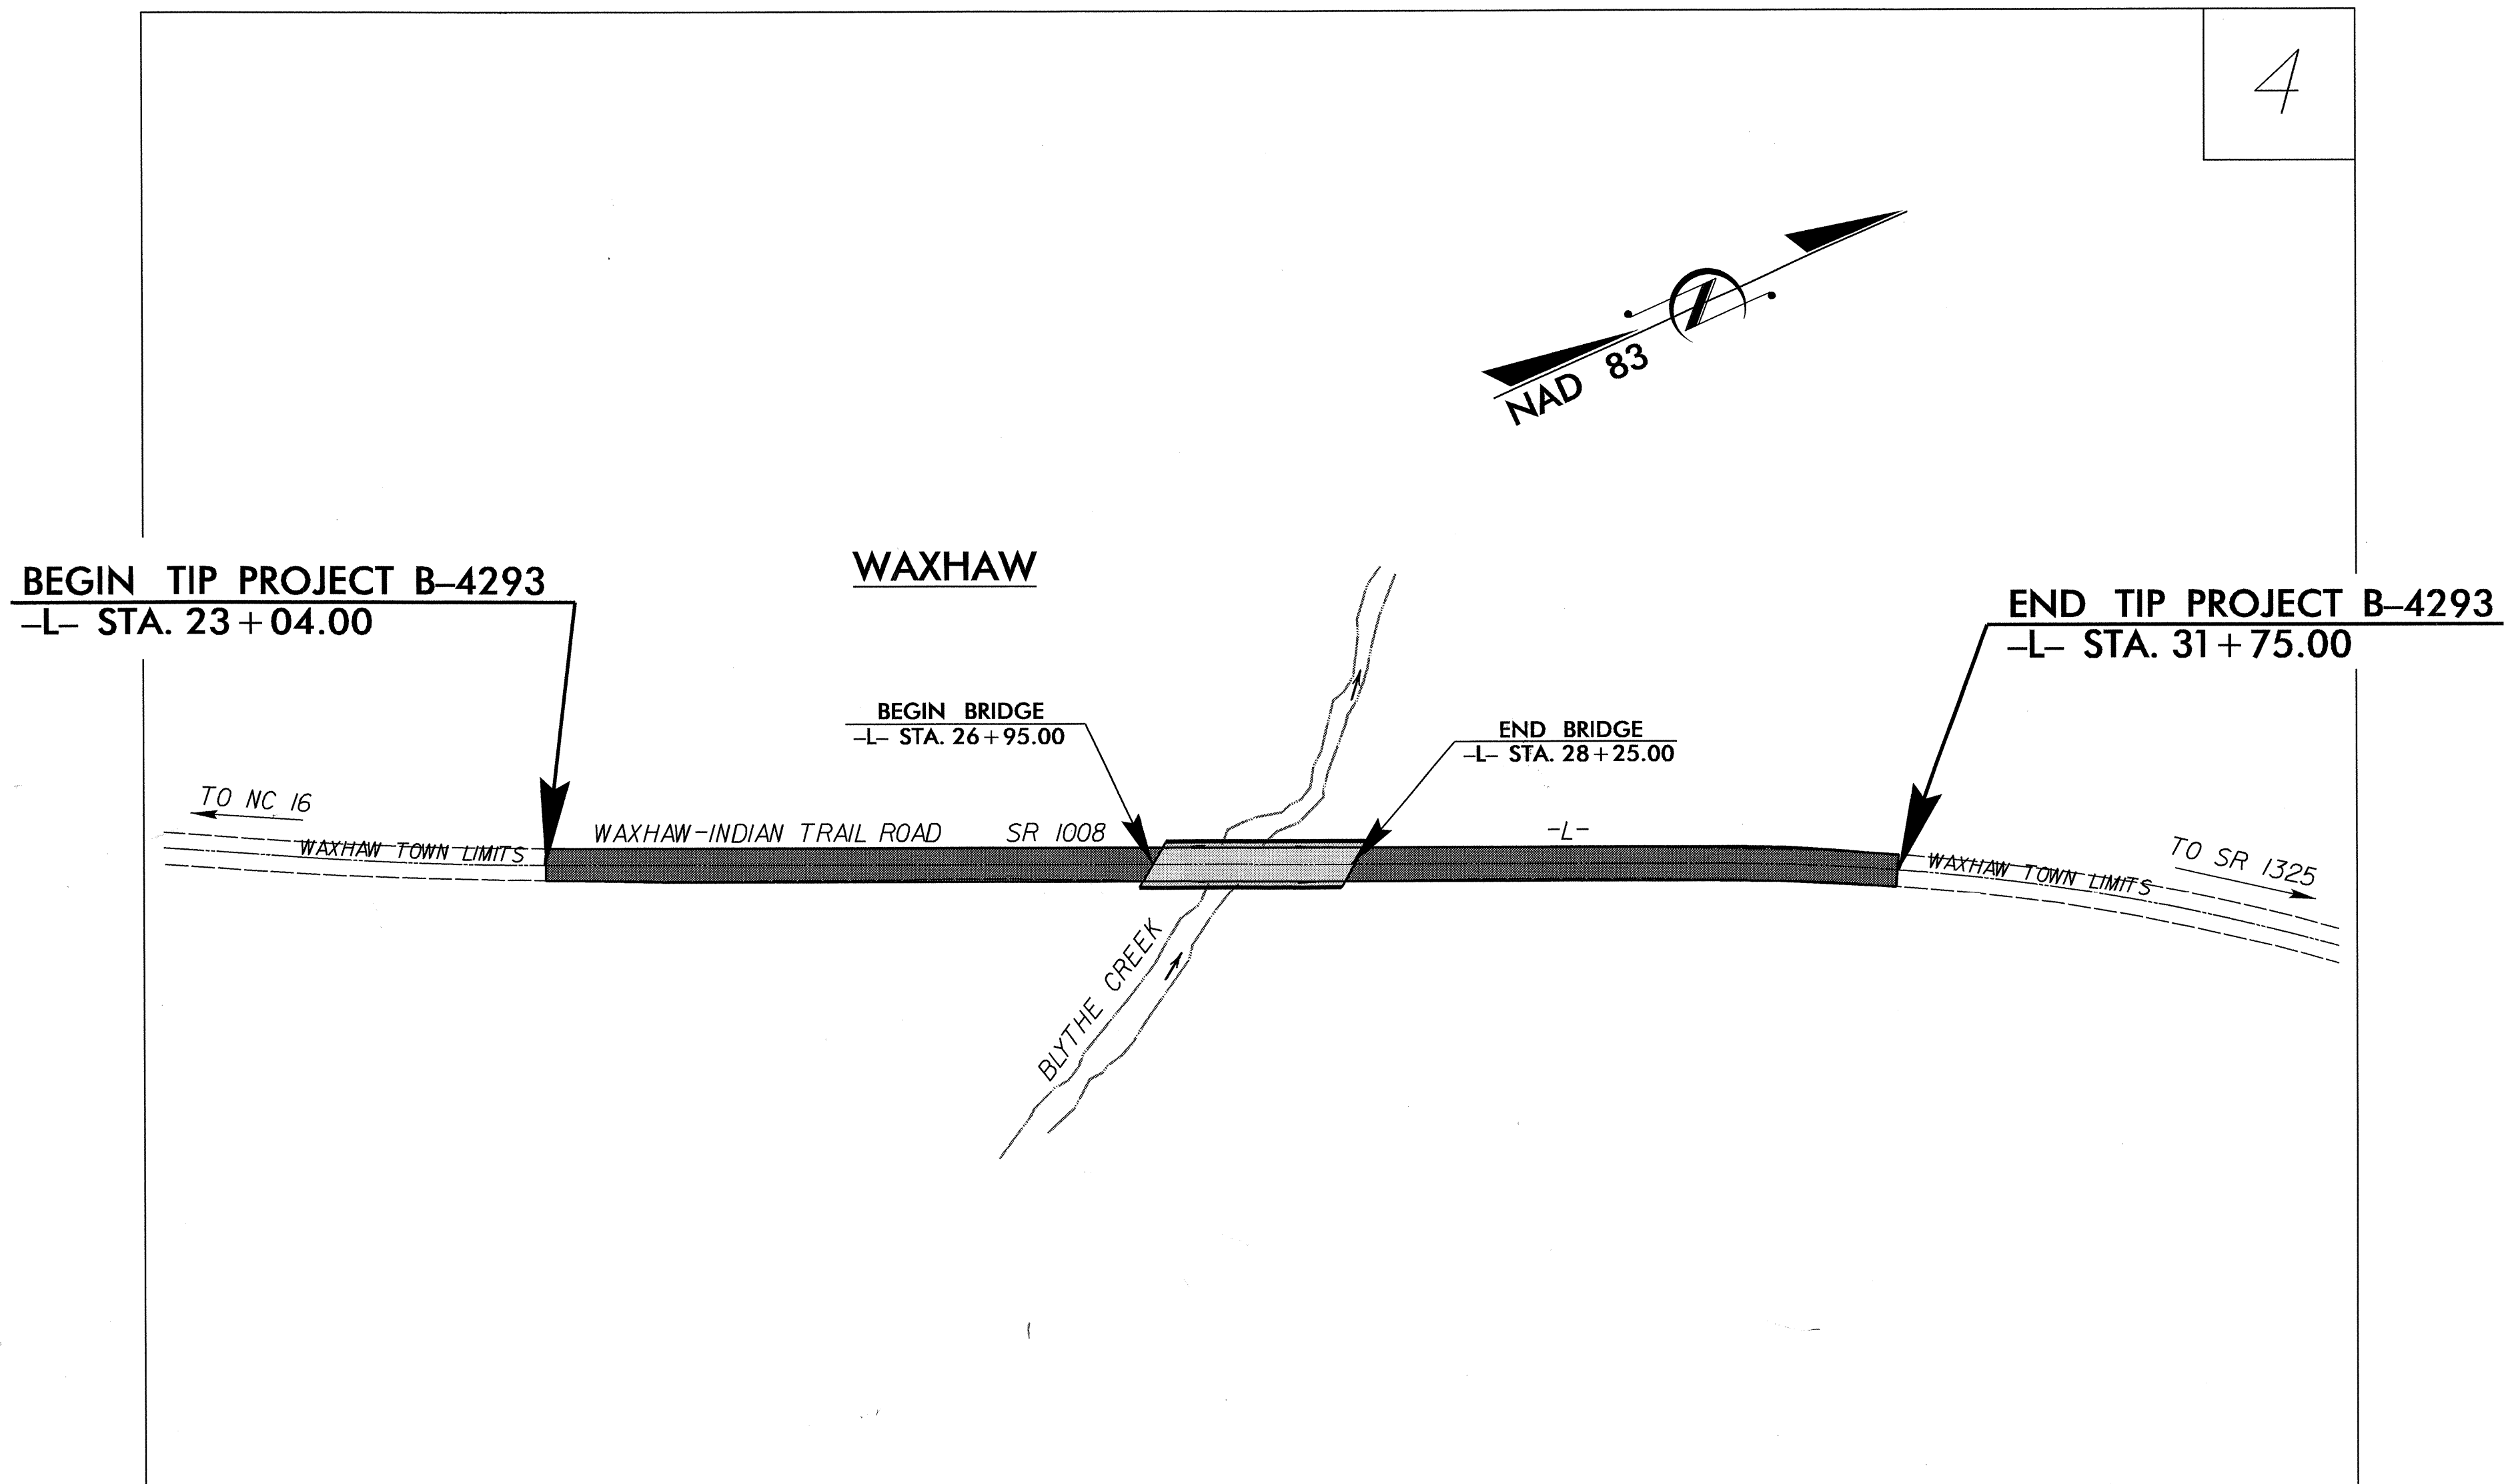 4
NAD 83
WAXHAW
BEGIN TIP PROJECT B–4293
–L– STA. 23+04.00
END TIP PROJECT B–4293
–L– STA. 31+75.00
BEGIN BRIDGE
–L– STA. 26+95.00
END BRIDGE
–L– STA. 28+25.00
TO NC 16
WAXHAW TOWN LIMITS
WAXHAW-INDIAN TRAIL ROAD SR 1008
-L-
WAXHAW TOWN LIMITS
TO SR 1325
BLYTHE CREEK